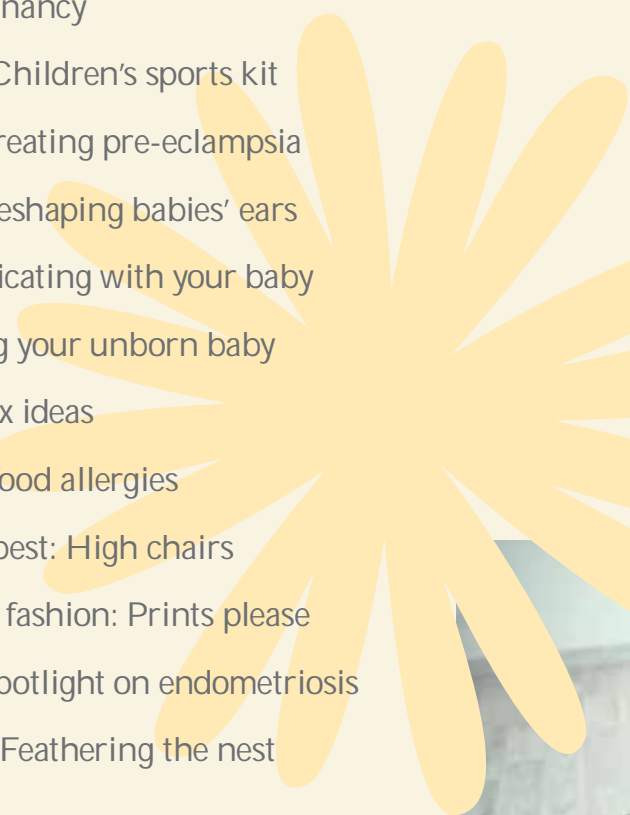 nancy
Children's sports kit
reating pre-eclampsia
eshaping babies' ears
icating with your baby
g your unborn baby
x ideas
ood allergies
best: High chairs
fashion: Prints please
potlight on endometriosis
Feathering the nest